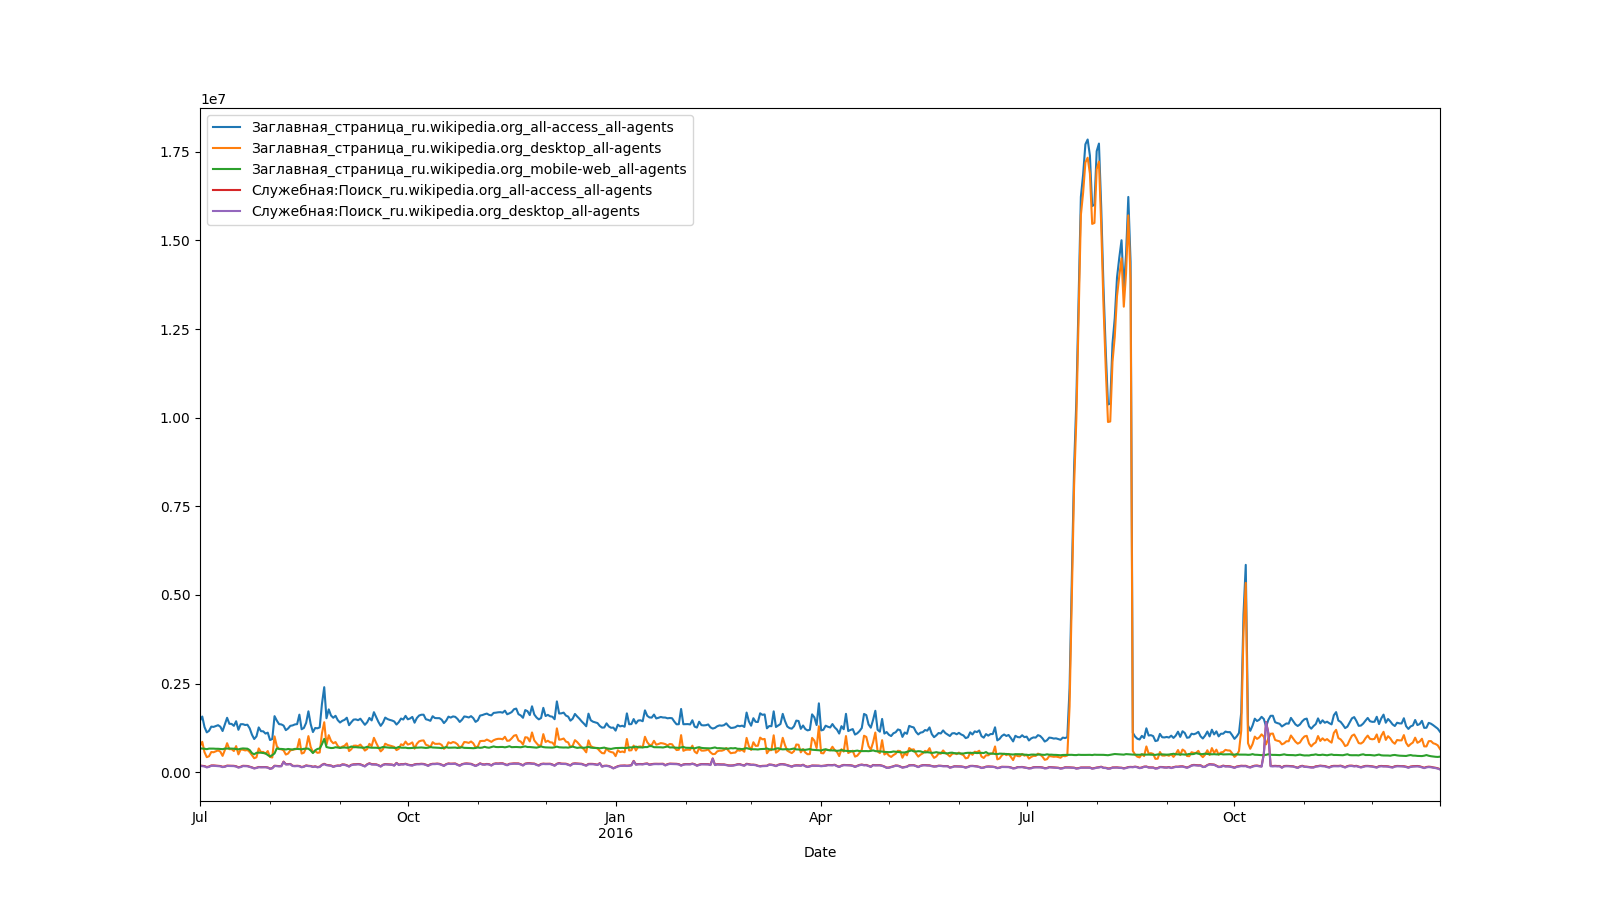 1e7
Заглавная_страница_ru.wikipedia.org_all-access_all-agents
Заглавная_страница_ru.wikipedia.org_desktop_all-agents
Заглавная_страница_ru.wikipedia.org_mobile-web_all-agents
Служебная:Поиск_ru.wikipedia.org_all-access_all-agents
Служебная:Поиск_ru.wikipedia.org_desktop_all-agents
1.75
1.50
1.25
1.00
0.75
0.50
0.25
0.00
Jul Oct Jan Apr Jul Oct
2016
Date